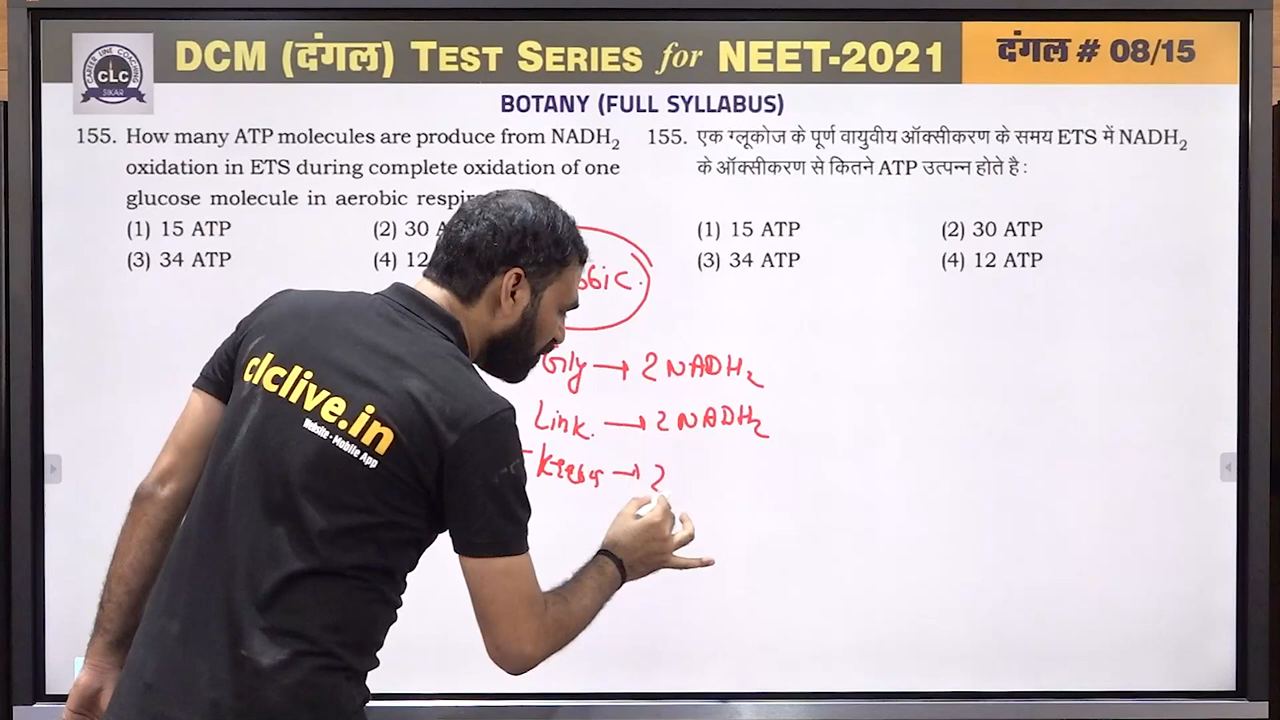 CAREER LINE COACHING
CLC
SIKAR
DCM (दंगल) TEST SERIES for NEET-2021
दंगल # 08/15
BOTANY (FULL SYLLABUS)
155. How many ATP molecules are produce from NADH₂
oxidation in ETS during complete oxidation of one
glucose molecule in aerobic
(1) 15 ATP (2) 30
(3) 34 ATP (4) 12
155. एक ग्लूकोज के पूर्ण वायुवीय ऑक्सीकरण के समय ETS में NADH₂
के ऑक्सीकरण से कितने ATP उत्पन्न होते है :
(1) 15 ATP (2) 30 ATP
(3) 34 ATP (4) 12 ATP
Gly → 2 NADH₂
Link. → 2 NADH₂
Krebs → 2
clclive.in
Website - Mobile App